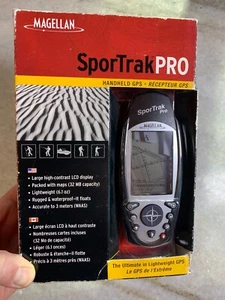 MAGELLAN
SporTrak PRO
HANDHELD GPS • RÉCEPTEUR GPS
Large high-contrast LCD display
Packed with maps (32 MB capacity)
Lightweight (6.1 oz)
Rugged & waterproof–it floats
Accurate to 3 meters (WAAS)
Large écran LCD à haut contraste
Nombreuses cartes incluses
(32 Mo de capacité)
Léger (6.1 onces)
Robuste & étanche–il flotte
Précis à 3 mètres près (WAAS)
SporTrak PRO
MAGELLAN
The Ultimate in Lightweight GPS
Le GPS de l'Extrême